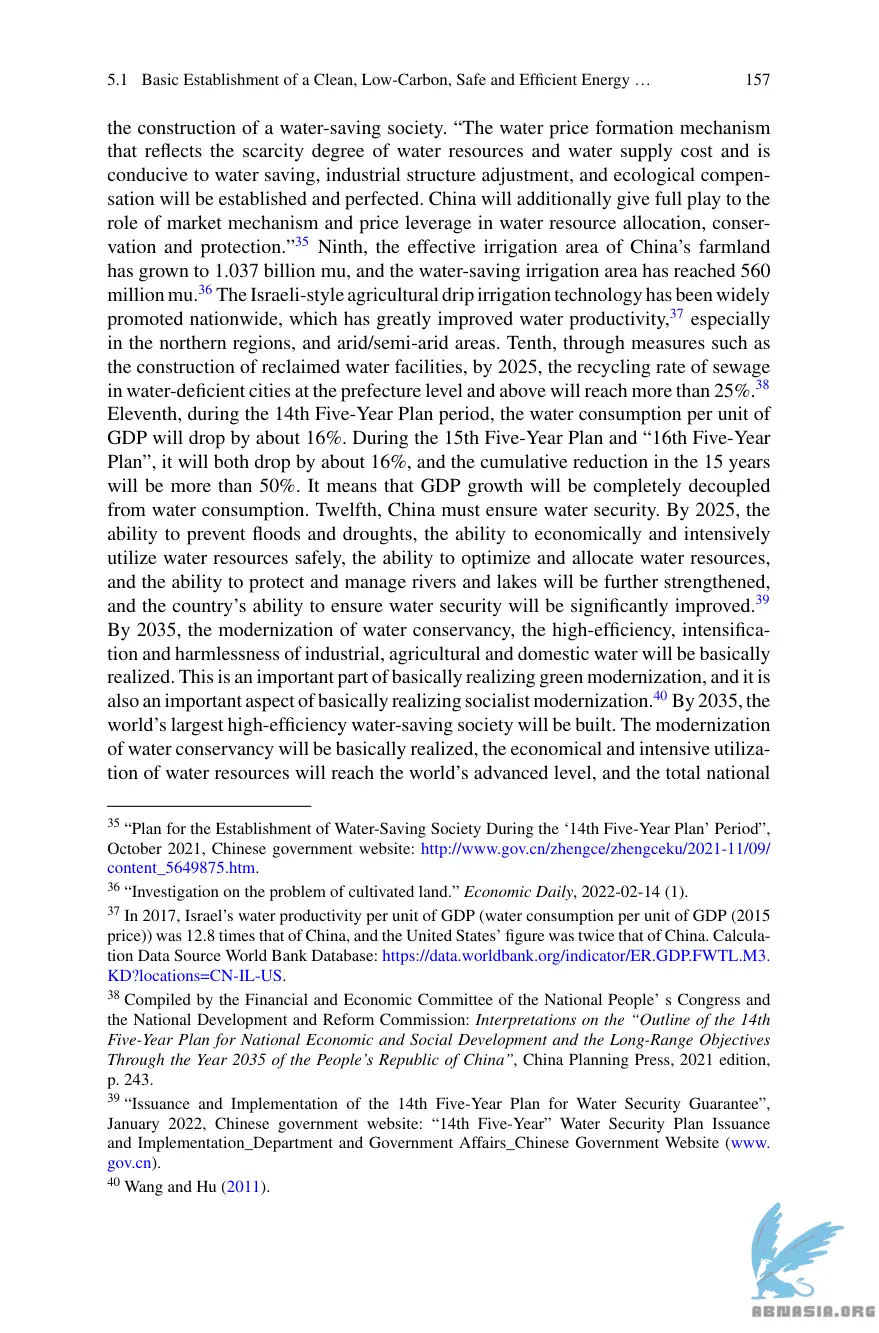 5.1 Basic Establishment of a Clean, Low-Carbon, Safe and Efficient Energy … 157
the construction of a water-saving society. “The water price formation mechanism
that reflects the scarcity degree of water resources and water supply cost and is
conducive to water saving, industrial structure adjustment, and ecological compen-
sation will be established and perfected. China will additionally give full play to the
role of market mechanism and price leverage in water resource allocation, conser-
vation and protection.”35 Ninth, the effective irrigation area of China’s farmland
has grown to 1.037 billion mu, and the water-saving irrigation area has reached 560
million mu.36 The Israeli-style agricultural drip irrigation technology has been widely
promoted nationwide, which has greatly improved water productivity,37 especially
in the northern regions, and arid/semi-arid areas. Tenth, through measures such as
the construction of reclaimed water facilities, by 2025, the recycling rate of sewage
in water-deficient cities at the prefecture level and above will reach more than 25%.38
Eleventh, during the 14th Five-Year Plan period, the water consumption per unit of
GDP will drop by about 16%. During the 15th Five-Year Plan and “16th Five-Year
Plan”, it will both drop by about 16%, and the cumulative reduction in the 15 years
will be more than 50%. It means that GDP growth will be completely decoupled
from water consumption. Twelfth, China must ensure water security. By 2025, the
ability to prevent floods and droughts, the ability to economically and intensively
utilize water resources safely, the ability to optimize and allocate water resources,
and the ability to protect and manage rivers and lakes will be further strengthened,
and the country’s ability to ensure water security will be significantly improved.39
By 2035, the modernization of water conservancy, the high-efficiency, intensifica-
tion and harmlessness of industrial, agricultural and domestic water will be basically
realized. This is an important part of basically realizing green modernization, and it is
also an important aspect of basically realizing socialist modernization.40 By 2035, the
world’s largest high-efficiency water-saving society will be built. The modernization
of water conservancy will be basically realized, the economical and intensive utiliza-
tion of water resources will reach the world’s advanced level, and the total national
35 “Plan for the Establishment of Water-Saving Society During the ‘14th Five-Year Plan’ Period”,
October 2021, Chinese government website: http://www.gov.cn/zhengce/zhengceku/2021-11/09/
content_5649875.htm.
36 “Investigation on the problem of cultivated land.” Economic Daily, 2022-02-14 (1).
37 In 2017, Israel’s water productivity per unit of GDP (water consumption per unit of GDP (2015
price)) was 12.8 times that of China, and the United States’ figure was twice that of China. Calcula-
tion Data Source World Bank Database: https://data.worldbank.org/indicator/ER.GDP.FWTL.M3.
KD?locations=CN-IL-US.
38 Compiled by the Financial and Economic Committee of the National People’ s Congress and
the National Development and Reform Commission: Interpretations on the “Outline of the 14th
Five-Year Plan for National Economic and Social Development and the Long-Range Objectives
Through the Year 2035 of the People’s Republic of China”, China Planning Press, 2021 edition,
p. 243.
39 “Issuance and Implementation of the 14th Five-Year Plan for Water Security Guarantee”,
January 2022, Chinese government website: “14th Five-Year” Water Security Plan Issuance
and Implementation_Department and Government Affairs_Chinese Government Website (www.
gov.cn).
40 Wang and Hu (2011).
ABNASIA.ORG